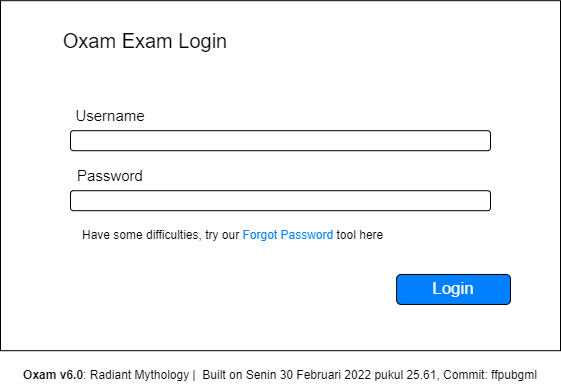 Oxam Exam Login
Username
Password
Have some difficulties, try our Forgot Password tool here
Login
Oxam v6.0: Radiant Mythology | Built on Senin 30 Februari 2022 pukul 25.61, Commit: ffpubgml